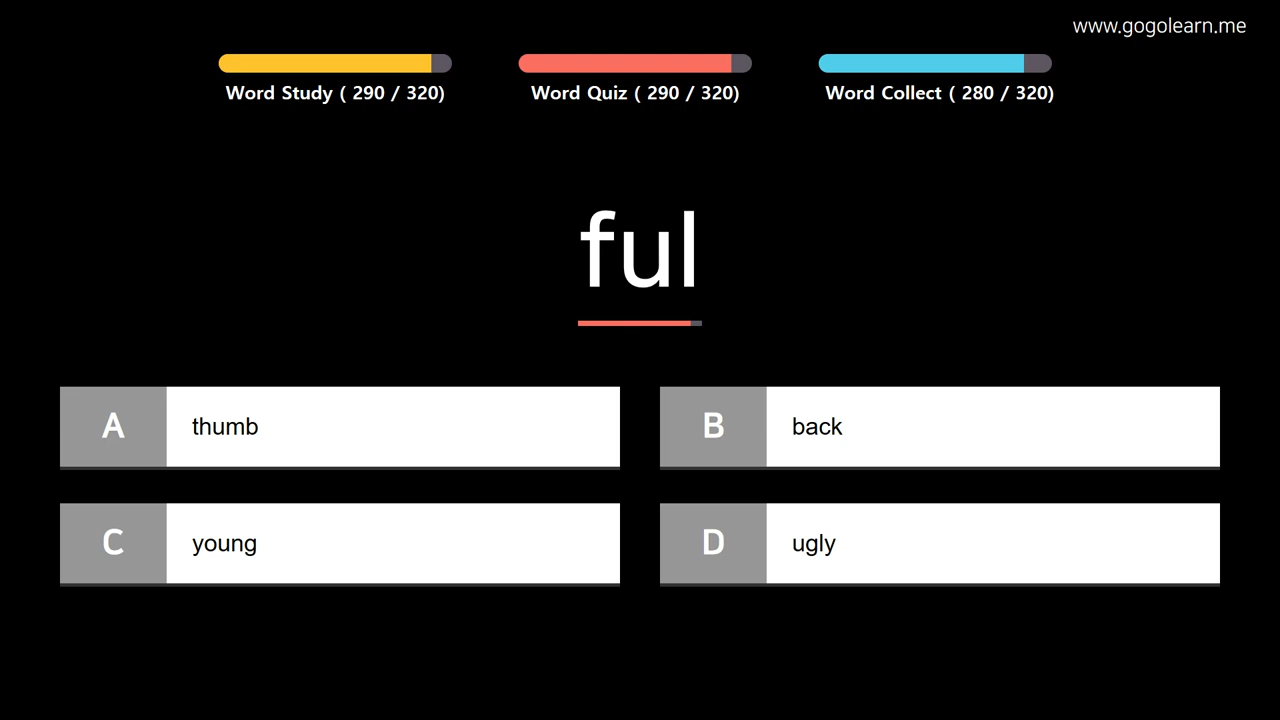 www.gogolearn.me
Word Study ( 290 / 320)
Word Quiz ( 290 / 320)
Word Collect ( 280 / 320)
ful
A thumb
B back
C young
D ugly